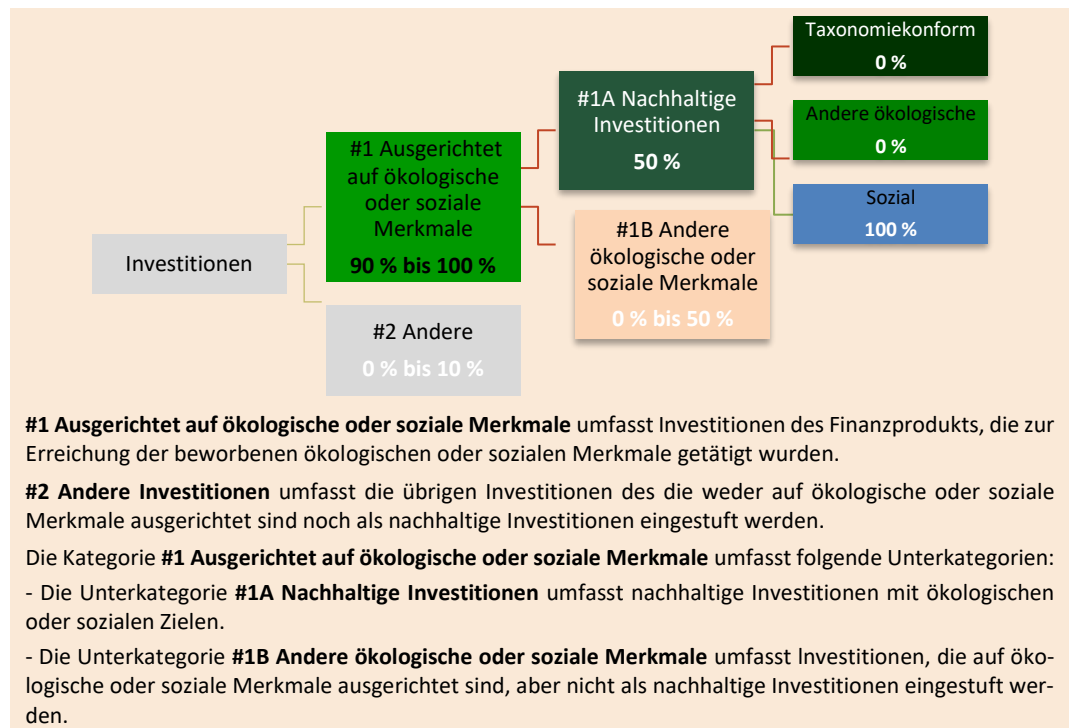 Taxonomiekonform
0 %
#1A Nachhaltige
Investitionen
50 %
Andere ökologische
0 %
#1 Ausgerichtet
auf ökologische
oder soziale
Merkmale
90 % bis 100 %
Sozial
100 %
#1B Andere
ökologische oder
soziale Merkmale
0 % bis 50 %
Investitionen
#2 Andere
0 % bis 10 %
#1 Ausgerichtet auf ökologische oder soziale Merkmale umfasst Investitionen des Finanzprodukts, die zur
Erreichung der beworbenen ökologischen oder sozialen Merkmale getätigt wurden.
#2 Andere Investitionen umfasst die übrigen Investitionen des die weder auf ökologische oder soziale
Merkmale ausgerichtet sind noch als nachhaltige Investitionen eingestuft werden.
Die Kategorie #1 Ausgerichtet auf ökologische oder soziale Merkmale umfasst folgende Unterkategorien:
- Die Unterkategorie #1A Nachhaltige Investitionen umfasst nachhaltige Investitionen mit ökologischen
oder sozialen Zielen.
- Die Unterkategorie #1B Andere ökologische oder soziale Merkmale umfasst Investitionen, die auf öko-
logische oder soziale Merkmale ausgerichtet sind, aber nicht als nachhaltige Investitionen eingestuft wer-
den.